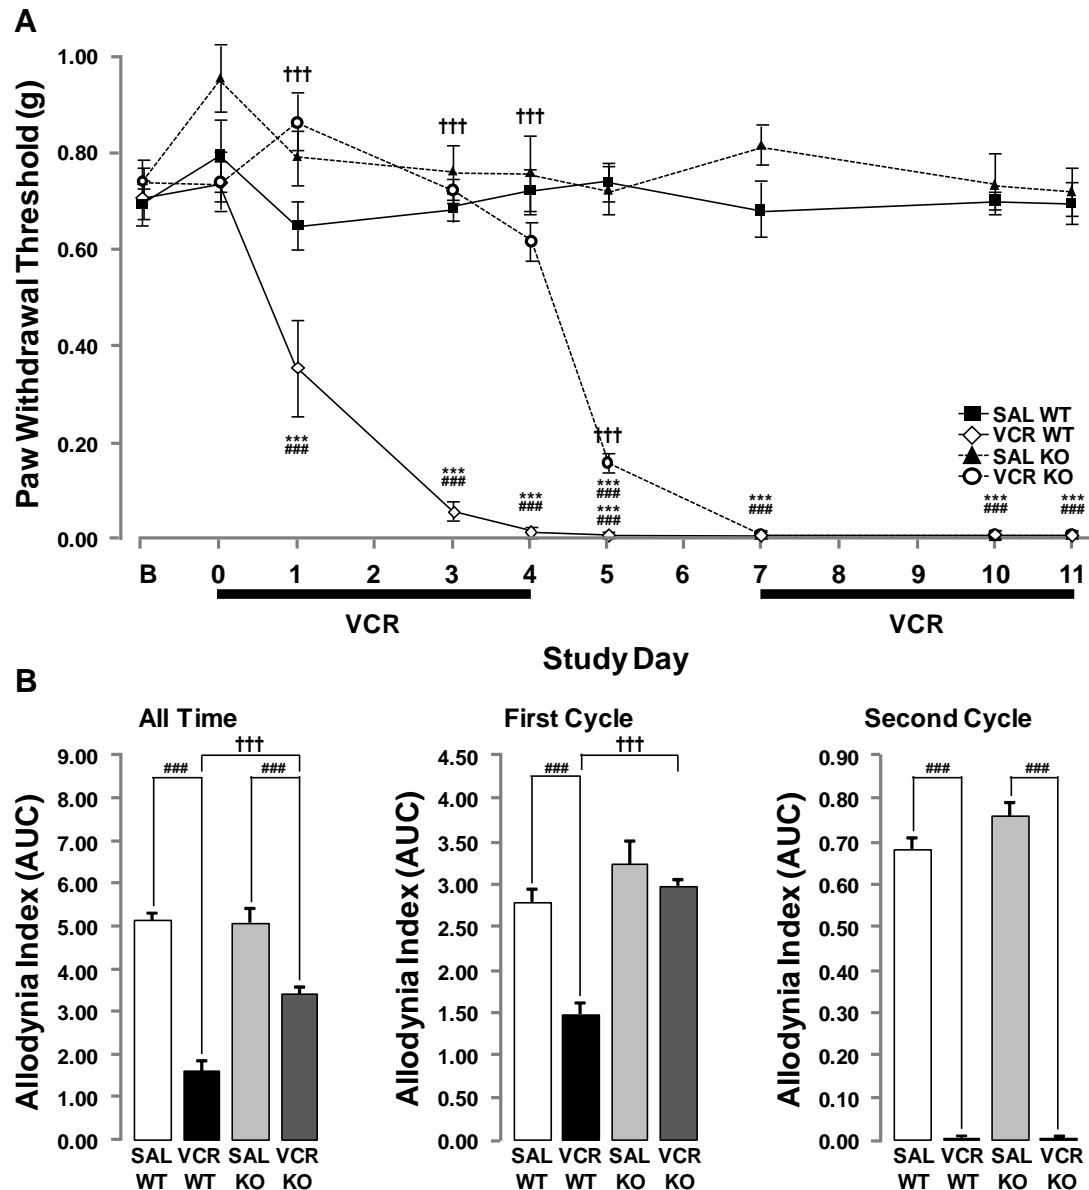 A
Paw Withdrawal Threshold (g)
1.00
0.80
0.60
0.40
0.20
0.00
†††
†††
†††
†††
***
###
***
###
***
###
***
###
***
###
***
###
***
###
***
###
SAL WT
VCR WT
SAL KO
VCR KO
B 0 1 2 3 4 5 6 7 8 9 10 11
VCR VCR
Study Day
B
All Time
Allodynia Index (AUC)
9.00
8.00
7.00
6.00
5.00
4.00
3.00
2.00
1.00
0.00
†††
### ###
SAL VCR SAL VCR
WT WT KO KO
First Cycle
Allodynia Index (AUC)
4.50
4.00
3.50
3.00
2.50
2.00
1.50
1.00
0.50
0.00
†††
###
SAL VCR SAL VCR
WT WT KO KO
Second Cycle
Allodynia Index (AUC)
0.90
0.80
0.70
0.60
0.50
0.40
0.30
0.20
0.10
0.00
### ###
SAL VCR SAL VCR
WT WT KO KO